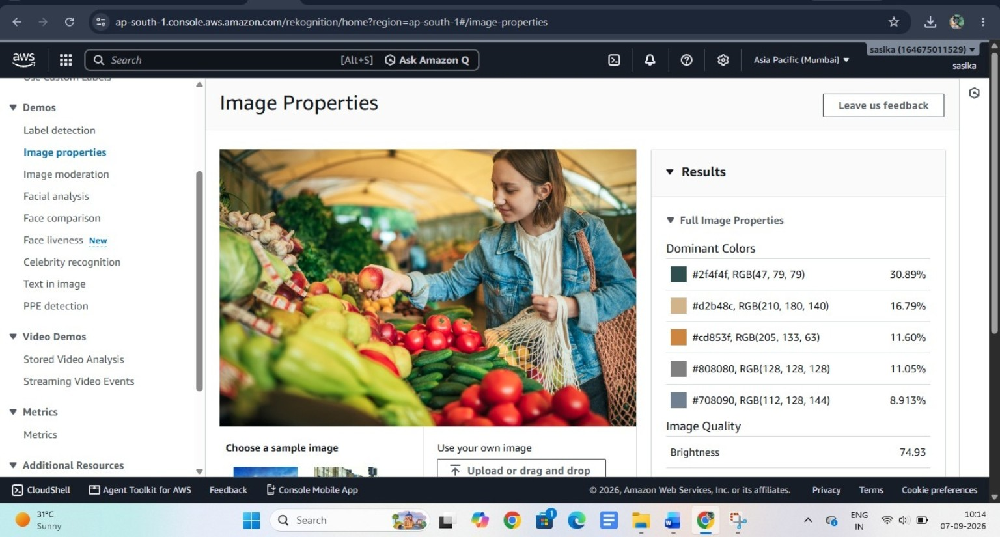 ap-south-1.console.aws.amazon.com/rekognition/home?region=ap-south-1#/image-properties
aws
Search
[Alt+S]
Ask Amazon Q
Asia Pacific (Mumbai)
sasika (164675011529)
sasika
Use Custom Labels
Demos
Label detection
Image properties
Image moderation
Facial analysis
Face comparison
Face liveness New
Celebrity recognition
Text in image
PPE detection
Video Demos
Stored Video Analysis
Streaming Video Events
Metrics
Metrics
Additional Resources
Image Properties
Leave us feedback
Choose a sample image
Use your own image
Upload or drag and drop
Results
Full Image Properties
Dominant Colors
#2f4f4f, RGB(47, 79, 79) 30.89%
#d2b48c, RGB(210, 180, 140) 16.79%
#cd853f, RGB(205, 133, 63) 11.60%
#808080, RGB(128, 128, 128) 11.05%
#708090, RGB(112, 128, 144) 8.913%
Image Quality
Brightness 74.93
CloudShell
Agent Toolkit for AWS
Feedback
Console Mobile App
© 2026, Amazon Web Services, Inc. or its affiliates.
Privacy
Terms
Cookie preferences
31°C
Sunny
Search
1
ENG
IN
10:14
07-09-2026